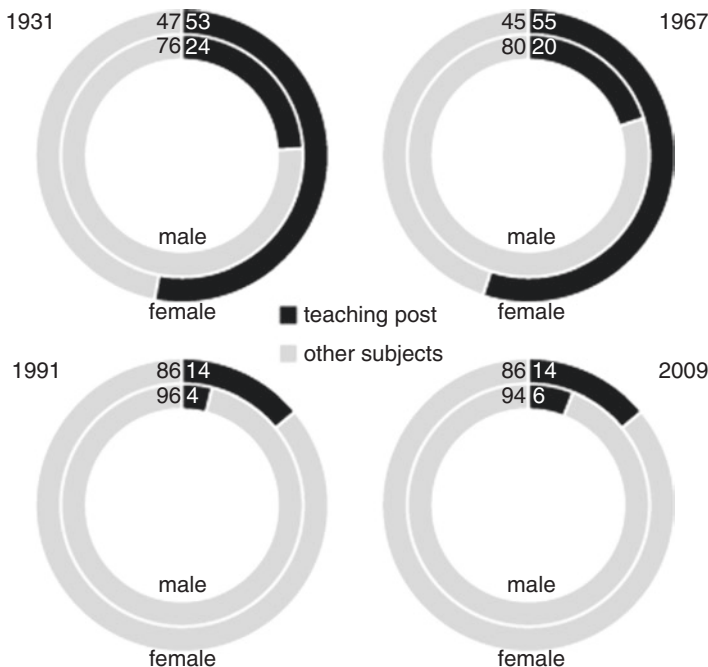 1931
47 53
76 24
male
female
45 55
1967
80 20
male
female
teaching post
other subjects
1991
86 14
96 4
male
female
86 14
2009
94 6
male
female